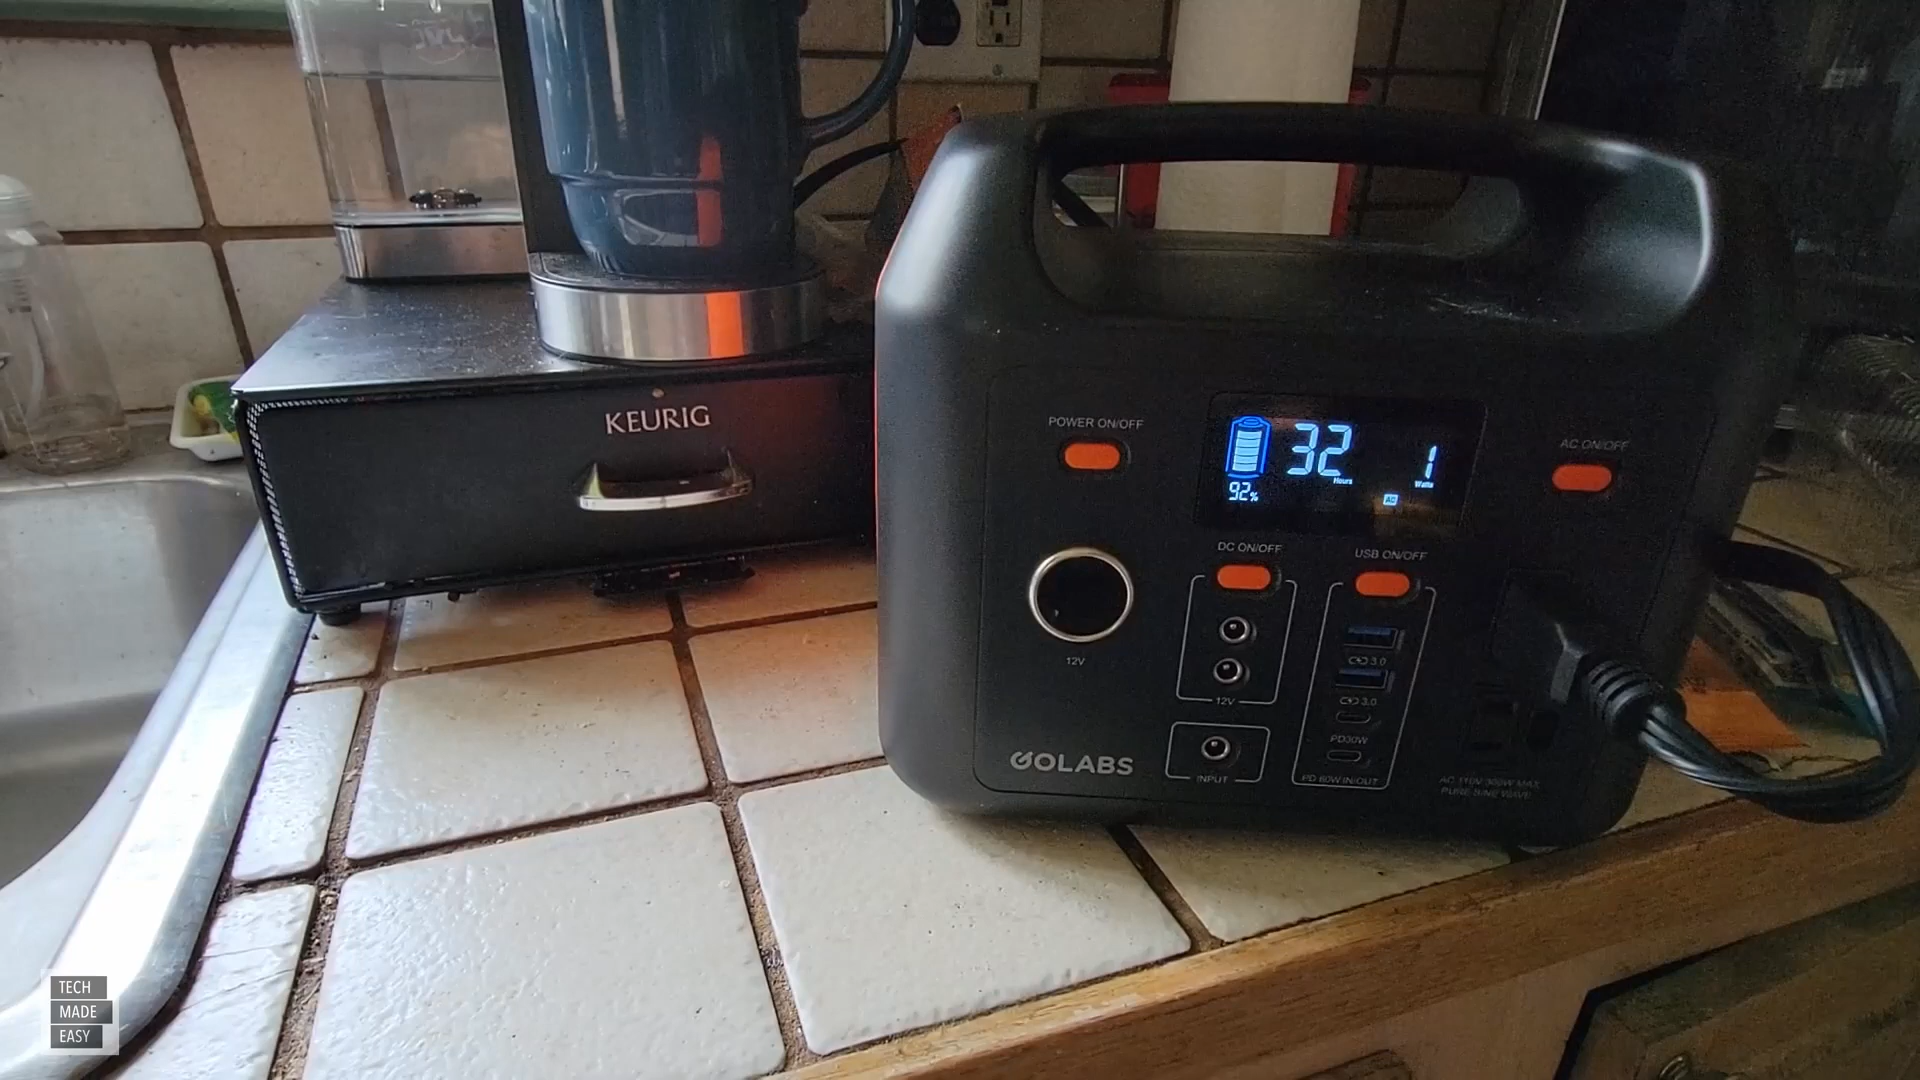 KEURIG
POWER ON/OFF
32
Hours
1
Watts
92%
AC
AC ON/OFF
DC ON/OFF
USB ON/OFF
12V
3.0
3.0
12V
PD30W
GOLABS
INPUT
PD 60W IN/OUT
AC 110V 300W MAX
PURE SINE WAVE
TECH
MADE
EASY